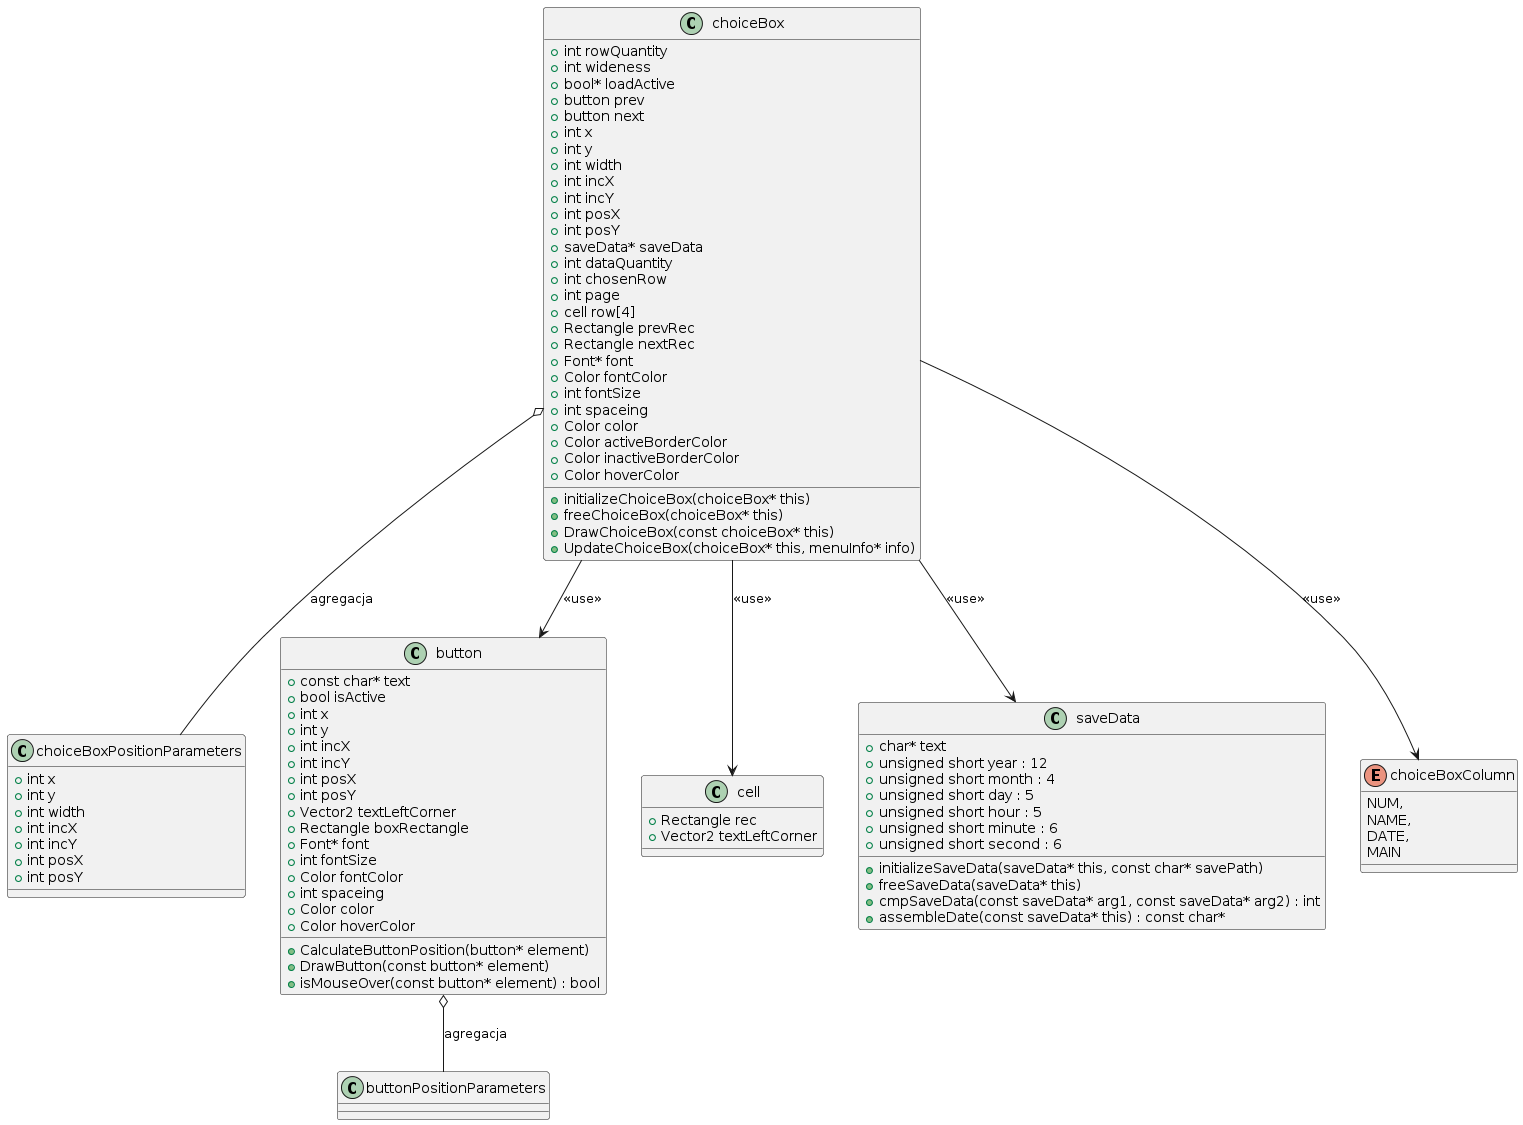 C choiceBox
int rowQuantity
int wideness
bool* loadActive
button prev
button next
int x
int y
int width
int incX
int incY
int posX
int posY
saveData* saveData
int dataQuantity
int chosenRow
int page
cell row[4]
Rectangle prevRec
Rectangle nextRec
Font* font
Color fontColor
int fontSize
int spaceing
Color color
Color activeBorderColor
Color inactiveBorderColor
Color hoverColor
initializeChoiceBox(choiceBox* this)
freeChoiceBox(choiceBox* this)
DrawChoiceBox(const choiceBox* this)
UpdateChoiceBox(choiceBox* this, menuInfo* info)
agregacja
«use»
«use»
«use»
«use»
C choiceBoxPositionParameters
int x
int y
int width
int incX
int incY
int posX
int posY
C button
const char* text
bool isActive
int x
int y
int incX
int incY
int posX
int posY
Vector2 textLeftCorner
Rectangle boxRectangle
Font* font
int fontSize
Color fontColor
int spaceing
Color color
Color hoverColor
CalculateButtonPosition(button* element)
DrawButton(const button* element)
isMouseOver(const button* element) : bool
C cell
Rectangle rec
Vector2 textLeftCorner
C saveData
char* text
unsigned short year : 12
unsigned short month : 4
unsigned short day : 5
unsigned short hour : 5
unsigned short minute : 6
unsigned short second : 6
initializeSaveData(saveData* this, const char* savePath)
freeSaveData(saveData* this)
cmpSaveData(const saveData* arg1, const saveData* arg2) : int
assembleDate(const saveData* this) : const char*
E choiceBoxColumn
NUM,
NAME,
DATE,
MAIN
agregacja
C buttonPositionParameters